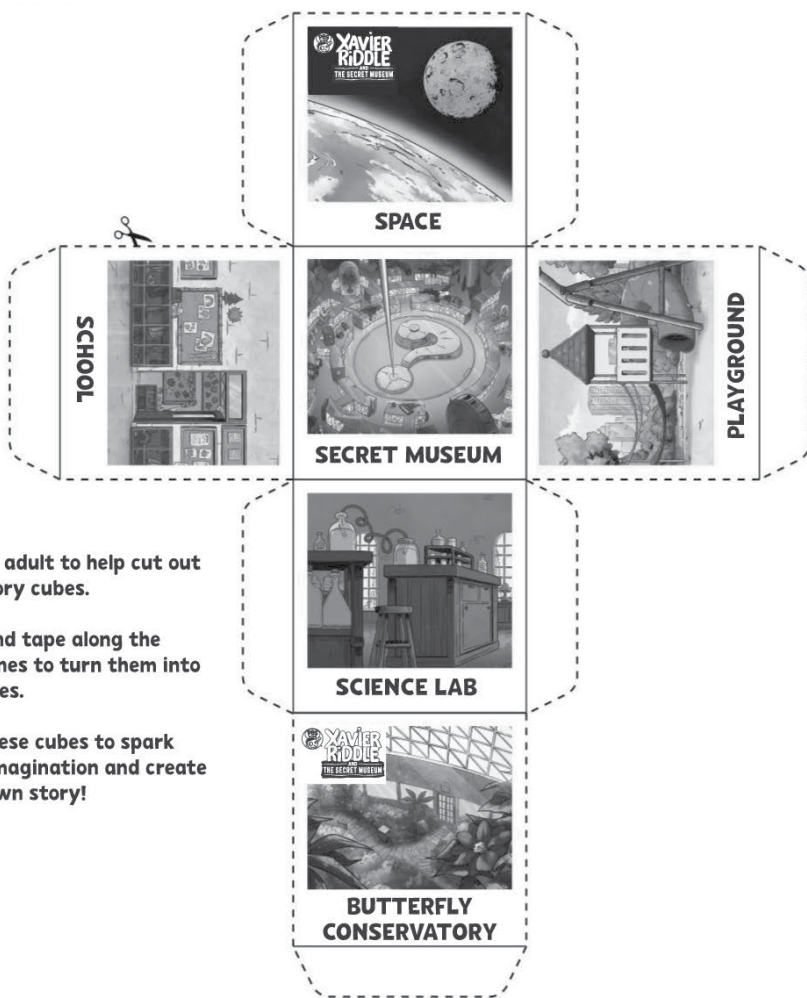 XAVIER
RIDDLE
AND
THE SECRET MUSEUM
SPACE
SCHOOL
SECRET MUSEUM
PLAYGROUND
adult to help cut out
ory cubes.
nd tape along the
nes to turn them into
es.
ese cubes to spark
magination and create
wn story!
SCIENCE LAB
XAVIER
RIDDLE
AND
THE SECRET MUSEUM
BUTTERFLY
CONSERVATORY